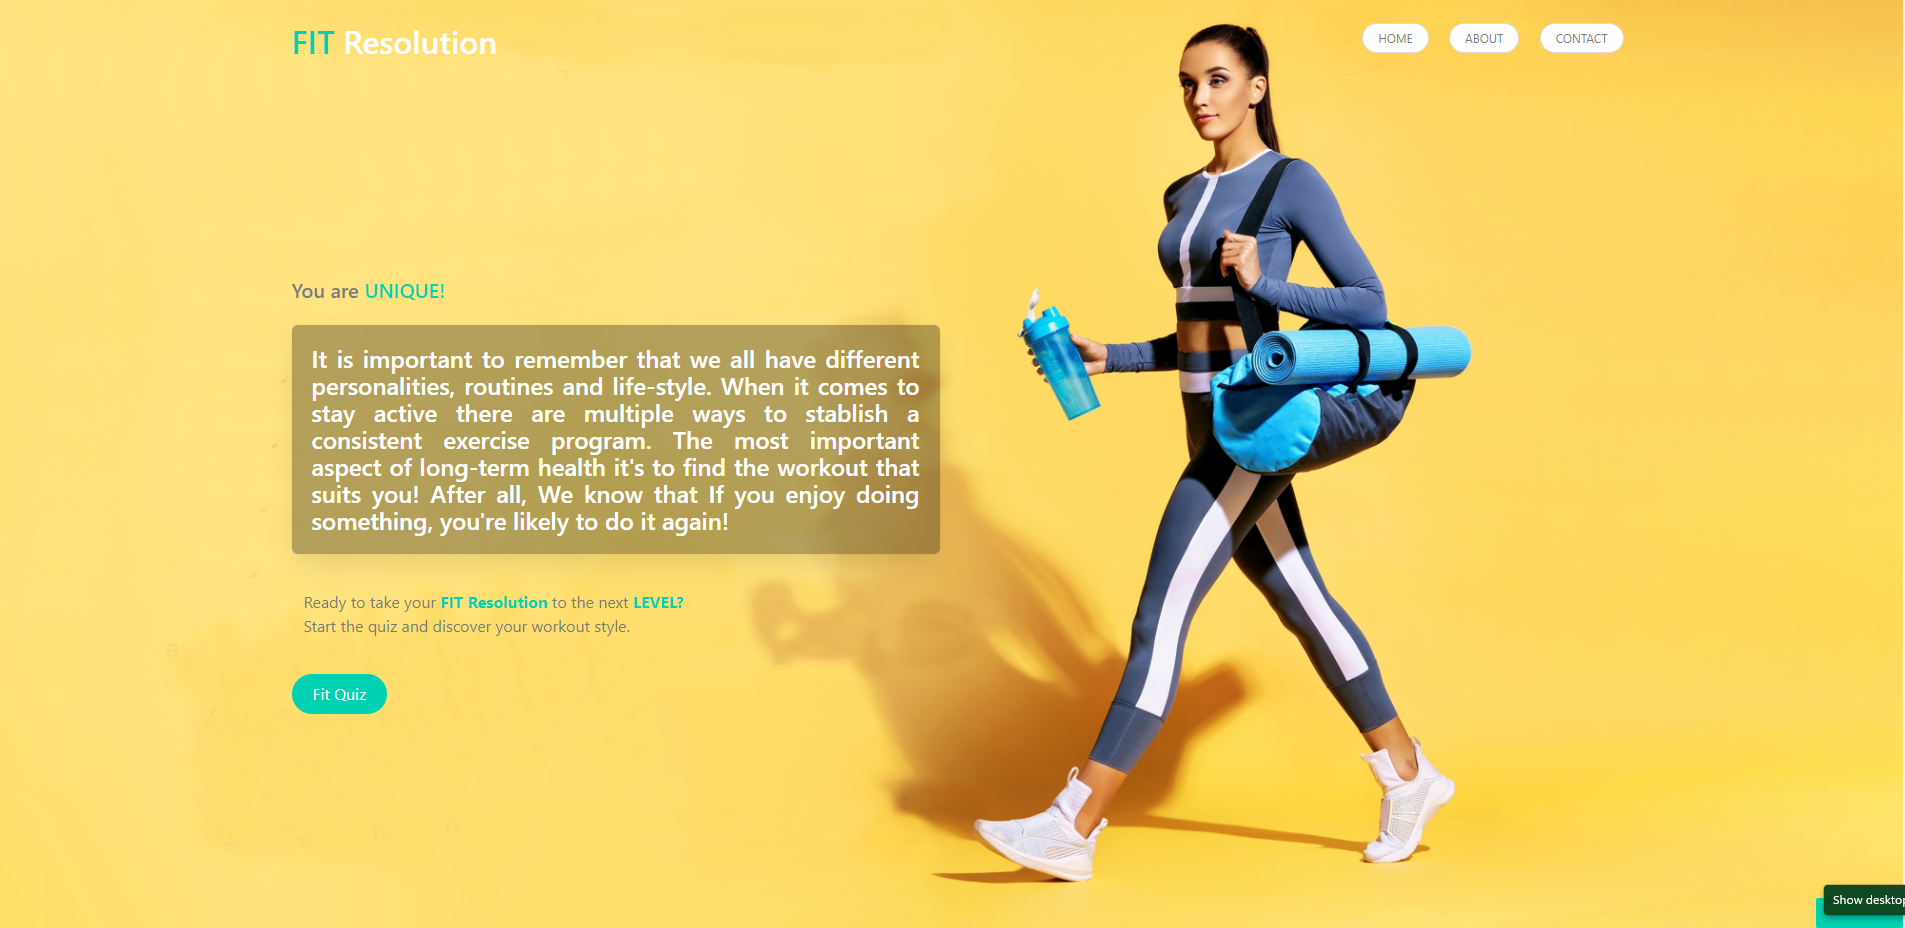 FIT Resolution
HOME
ABOUT
CONTACT
You are UNIQUE!
It is important to remember that we all have different
personalities, routines and life-style. When it comes to
stay active there are multiple ways to stablish a
consistent exercise program. The most important
aspect of long-term health it's to find the workout that
suits you! After all, We know that If you enjoy doing
something, you're likely to do it again!
Ready to take your FIT Resolution to the next LEVEL?
Start the quiz and discover your workout style.
Fit Quiz
Show desktop